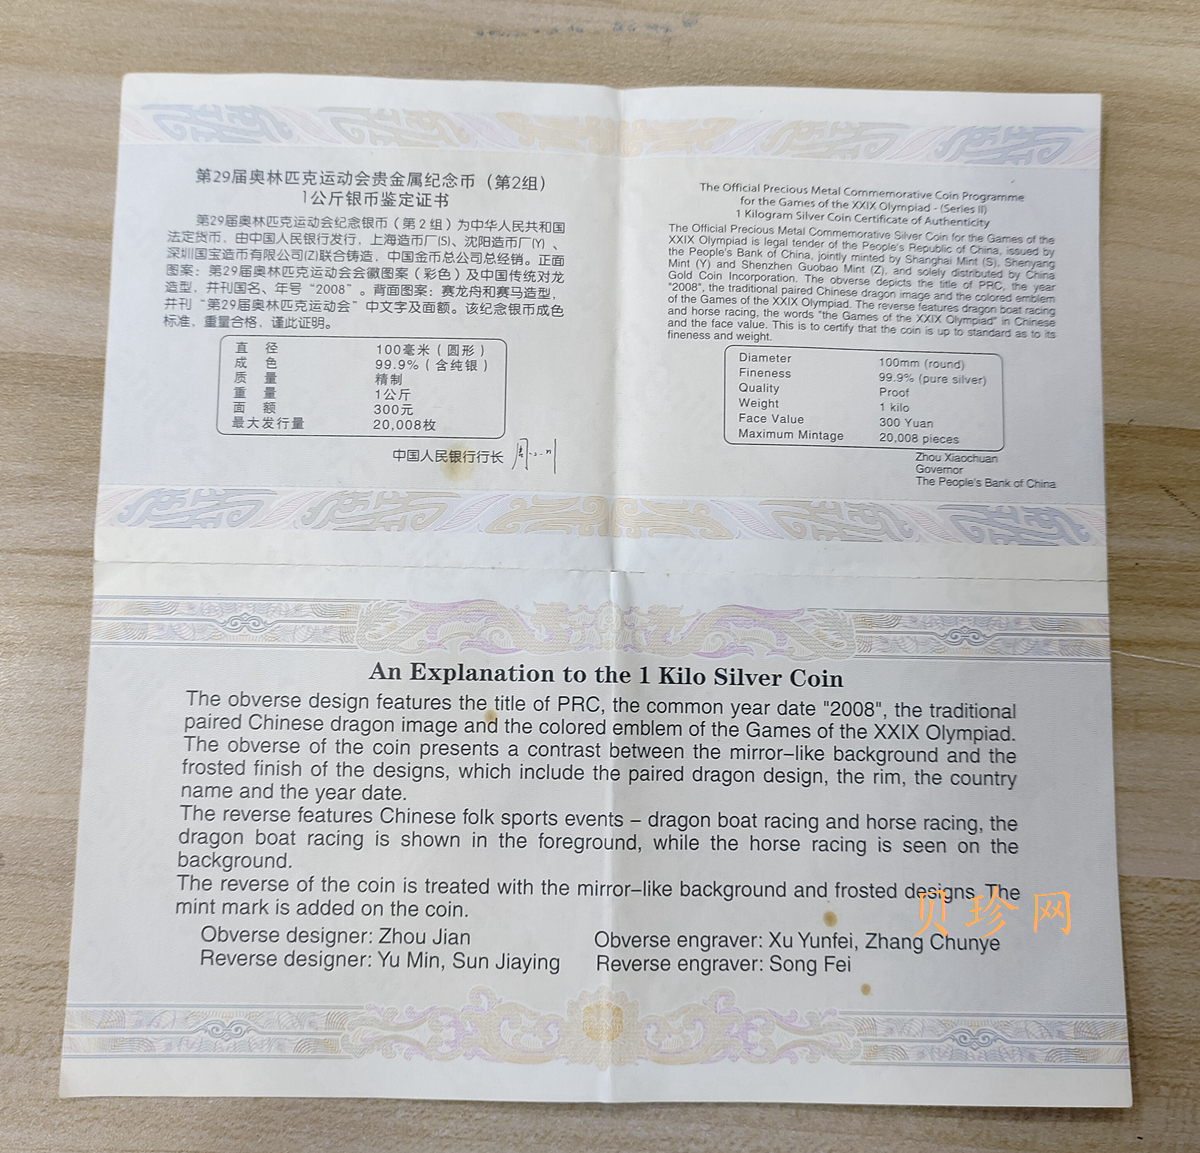 第29届奥林匹克运动会贵金属纪念币（第2组）
1公斤银币鉴定证书
第29届奥林匹克运动会纪念银币（第2组）为中华人民共和国
法定货币，由中国人民银行发行，上海造币厂(S)、沈阳造币厂(Y)、
深圳国宝造币有限公司(Z)联合铸造，中国金币总公司总经销。正面
图案：第29届奥林匹克运动会会徽图案（彩色）及中国传统对龙
造型，并刊国名、年号“2008”。背面图案：赛龙舟和赛马造型，
并刊“第29届奥林匹克运动会”中文字及面额。该纪念银币成色
标准，重量合格，谨此证明。
直 径 100毫米（圆形）
成 色 99.9%（含纯银）
质 量 精制
重 量 1公斤
面 额 300元
最大发行量 20,008枚
中国人民银行行长
The Official Precious Metal Commemorative Coin Programme
for the Games of the XXIX Olympiad - (Series II)
1 Kilogram Silver Coin Certificate of Authenticity
The Official Precious Metal Commemorative Silver Coin for the Games of the
XXIX Olympiad is legal tender of the People's Republic of China, issued by
the People's Bank of China, jointly minted by Shanghai Mint (S), Shenyang
Mint (Y) and Shenzhen Guobao Mint (Z), and solely distributed by China
Gold Coin Incorporation. The obverse depicts the title of PRC, the year
"2008", the traditional paired Chinese dragon image and the colored emblem
of the Games of the XXIX Olympiad. The reverse features dragon boat racing
and horse racing, the words "the Games of the XXIX Olympiad" in Chinese
and the face value. This is to certify that the coin is up to standard as to its
fineness and weight.
Diameter 100mm (round)
Fineness 99.9% (pure silver)
Quality Proof
Weight 1 kilo
Face Value 300 Yuan
Maximum Mintage 20,008 pieces
Zhou Xiaochuan
Governor
The People's Bank of China
An Explanation to the 1 Kilo Silver Coin
The obverse design features the title of PRC, the common year date "2008", the traditional
paired Chinese dragon image and the colored emblem of the Games of the XXIX Olympiad.
The obverse of the coin presents a contrast between the mirror-like background and the
frosted finish of the designs, which include the paired dragon design, the rim, the country
name and the year date.
The reverse features Chinese folk sports events – dragon boat racing and horse racing, the
dragon boat racing is shown in the foreground, while the horse racing is seen on the
background.
The reverse of the coin is treated with the mirror-like background and frosted designs. The
mint mark is added on the coin.
贝珍网
Obverse designer: Zhou Jian Obverse engraver: Xu Yunfei, Zhang Chunye
Reverse designer: Yu Min, Sun Jiaying Reverse engraver: Song Fei